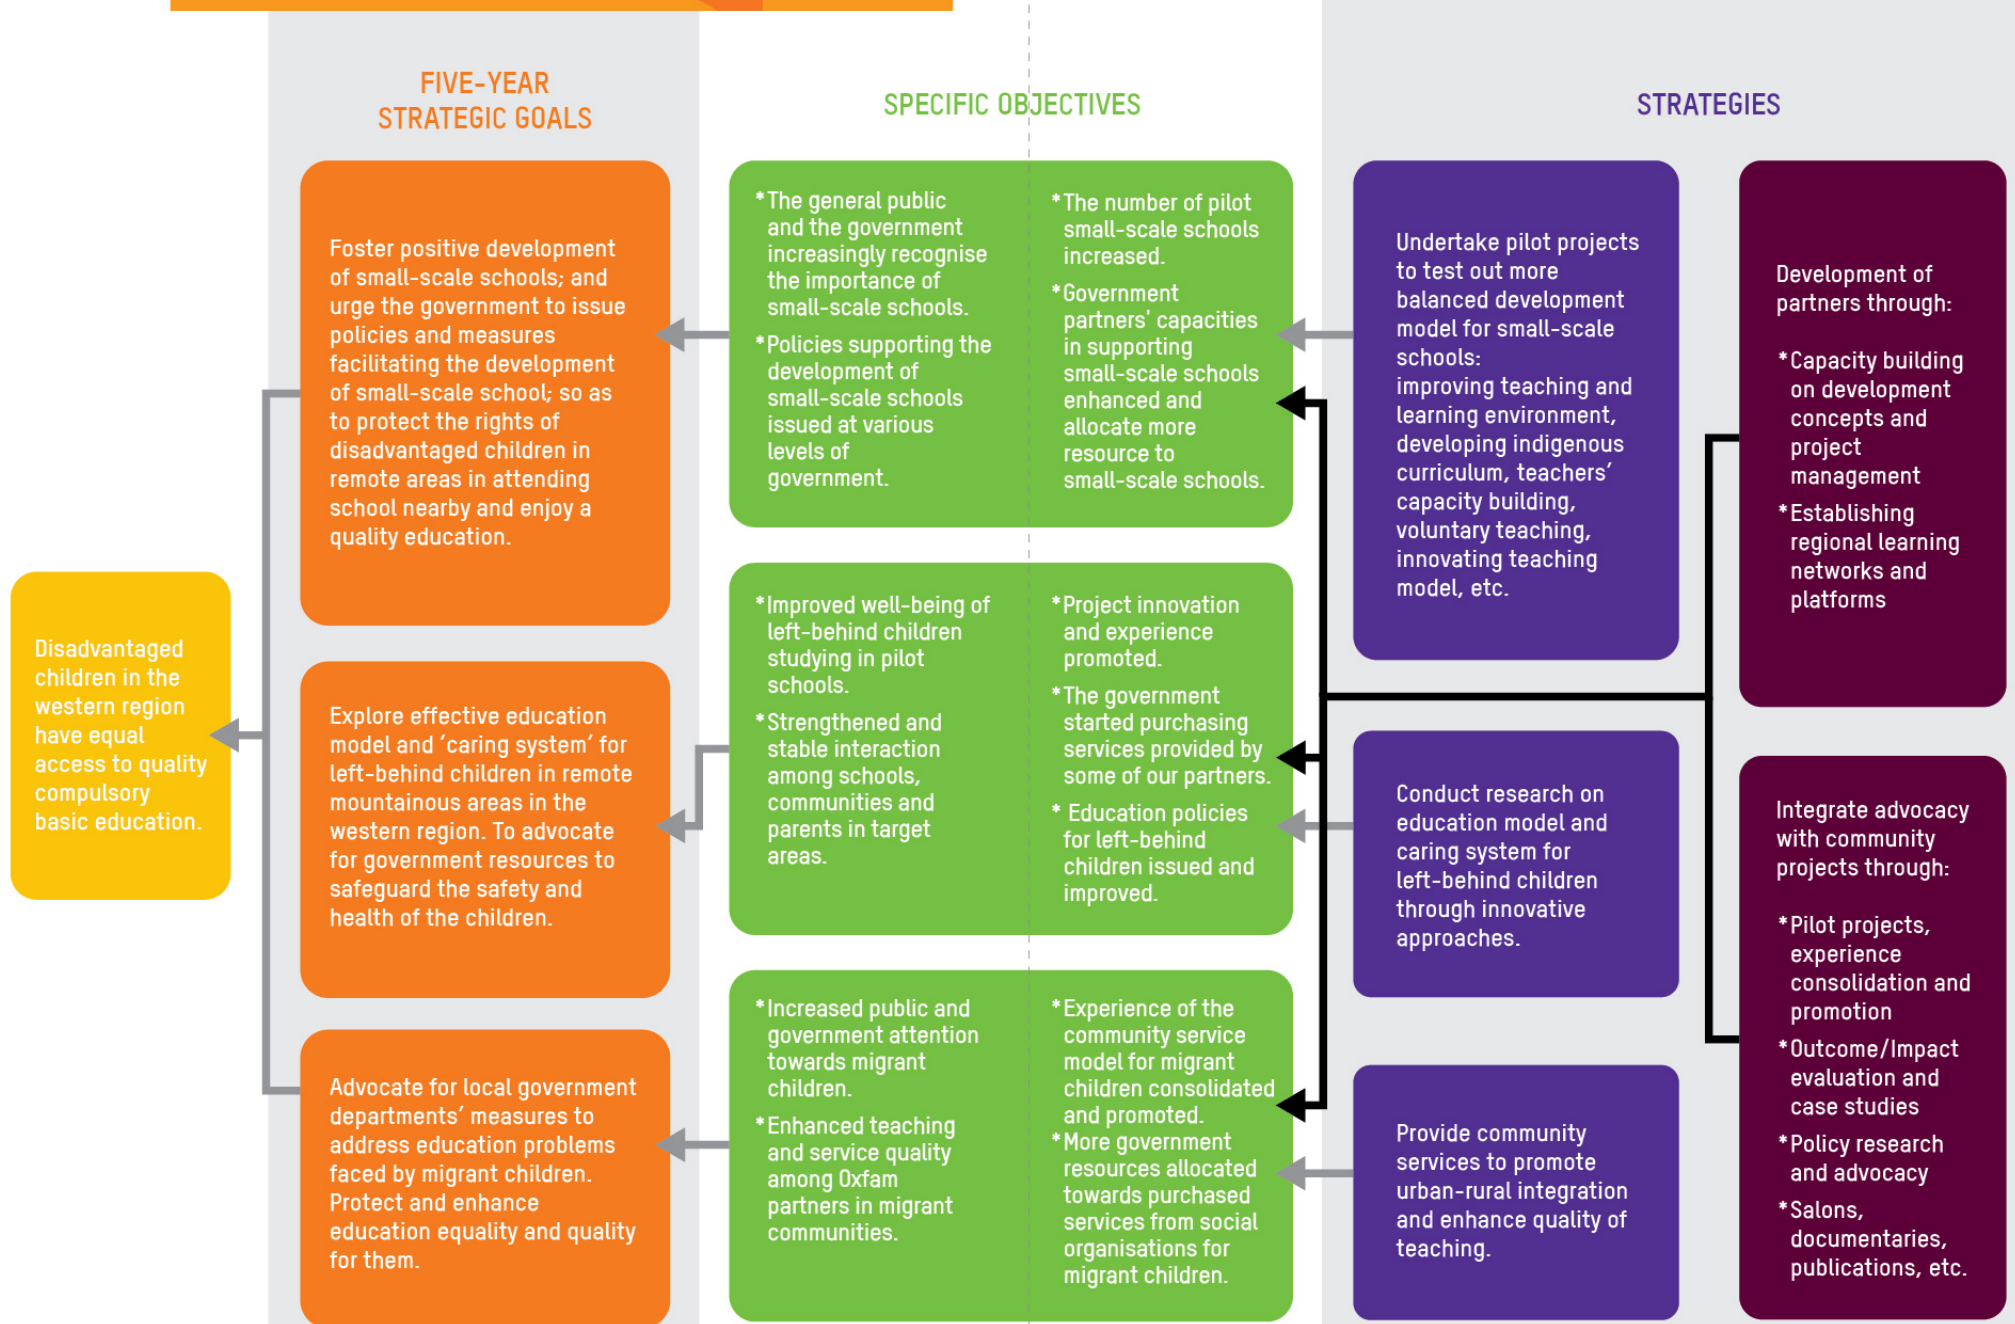 FIVE-YEAR
STRATEGIC GOALS
SPECIFIC OBJECTIVES
STRATEGIES
Disadvantaged
children in the
western region
have equal
access to quality
compulsory
basic education.
Foster positive development
of small-scale schools; and
urge the government to issue
policies and measures
facilitating the development
of small-scale school; so as
to protect the rights of
disadvantaged children in
remote areas in attending
school nearby and enjoy a
quality education.
Explore effective education
model and ‘caring system’ for
left-behind children in remote
mountainous areas in the
western region. To advocate
for government resources to
safeguard the safety and
health of the children.
Advocate for local government
departments’ measures to
address education problems
faced by migrant children.
Protect and enhance
education equality and quality
for them.
*The general public
and the government
increasingly recognise
the importance of
small-scale schools.
*Policies supporting the
development of
small-scale schools
issued at various
levels of
government.
*The number of pilot
small-scale schools
increased.
*Government
partners' capacities
in supporting
small-scale schools
enhanced and
allocate more
resource to
small-scale schools.
*Improved well-being of
left-behind children
studying in pilot
schools.
*Strengthened and
stable interaction
among schools,
communities and
parents in target
areas.
*Project innovation
and experience
promoted.
*The government
started purchasing
services provided by
some of our partners.
* Education policies
for left-behind
children issued and
improved.
*Increased public and
government attention
towards migrant
children.
*Enhanced teaching
and service quality
among Oxfam
partners in migrant
communities.
*Experience of the
community service
model for migrant
children consolidated
and promoted.
*More government
resources allocated
towards purchased
services from social
organisations for
migrant children.
Undertake pilot projects
to test out more
balanced development
model for small-scale
schools:
improving teaching and
learning environment,
developing indigenous
curriculum, teachers’
capacity building,
voluntary teaching,
innovating teaching
model, etc.
Conduct research on
education model and
caring system for
left-behind children
through innovative
approaches.
Provide community
services to promote
urban-rural integration
and enhance quality of
teaching.
Development of
partners through:
*Capacity building
on development
concepts and
project
management
*Establishing
regional learning
networks and
platforms
Integrate advocacy
with community
projects through:
*Pilot projects,
experience
consolidation and
promotion
*Outcome/Impact
evaluation and
case studies
*Policy research
and advocacy
*Salons,
documentaries,
publications, etc.